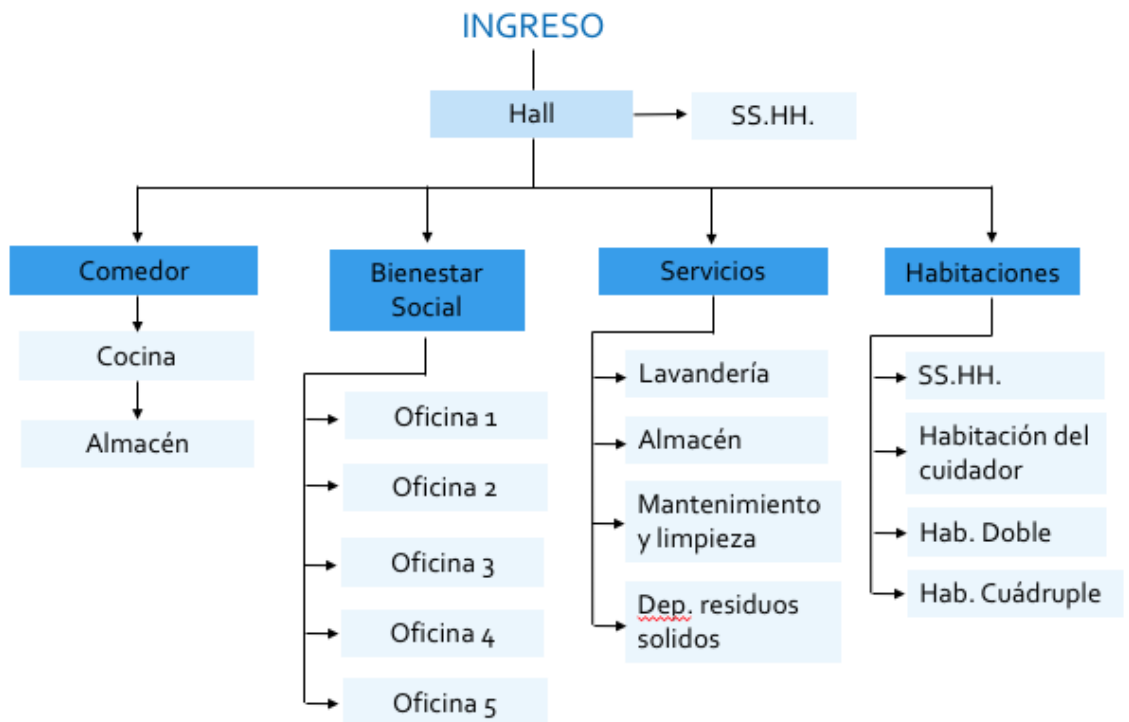 INGRESO
Hall
SS.HH.
Comedor
Cocina
Almacén
Bienestar
Social
Oficina 1
Oficina 2
Oficina 3
Oficina 4
Oficina 5
Servicios
Lavandería
Almacén
Mantenimiento
y limpieza
Dep. residuos
solidos
Habitaciones
SS.HH.
Habitación del
cuidador
Hab. Doble
Hab. Cuádruple